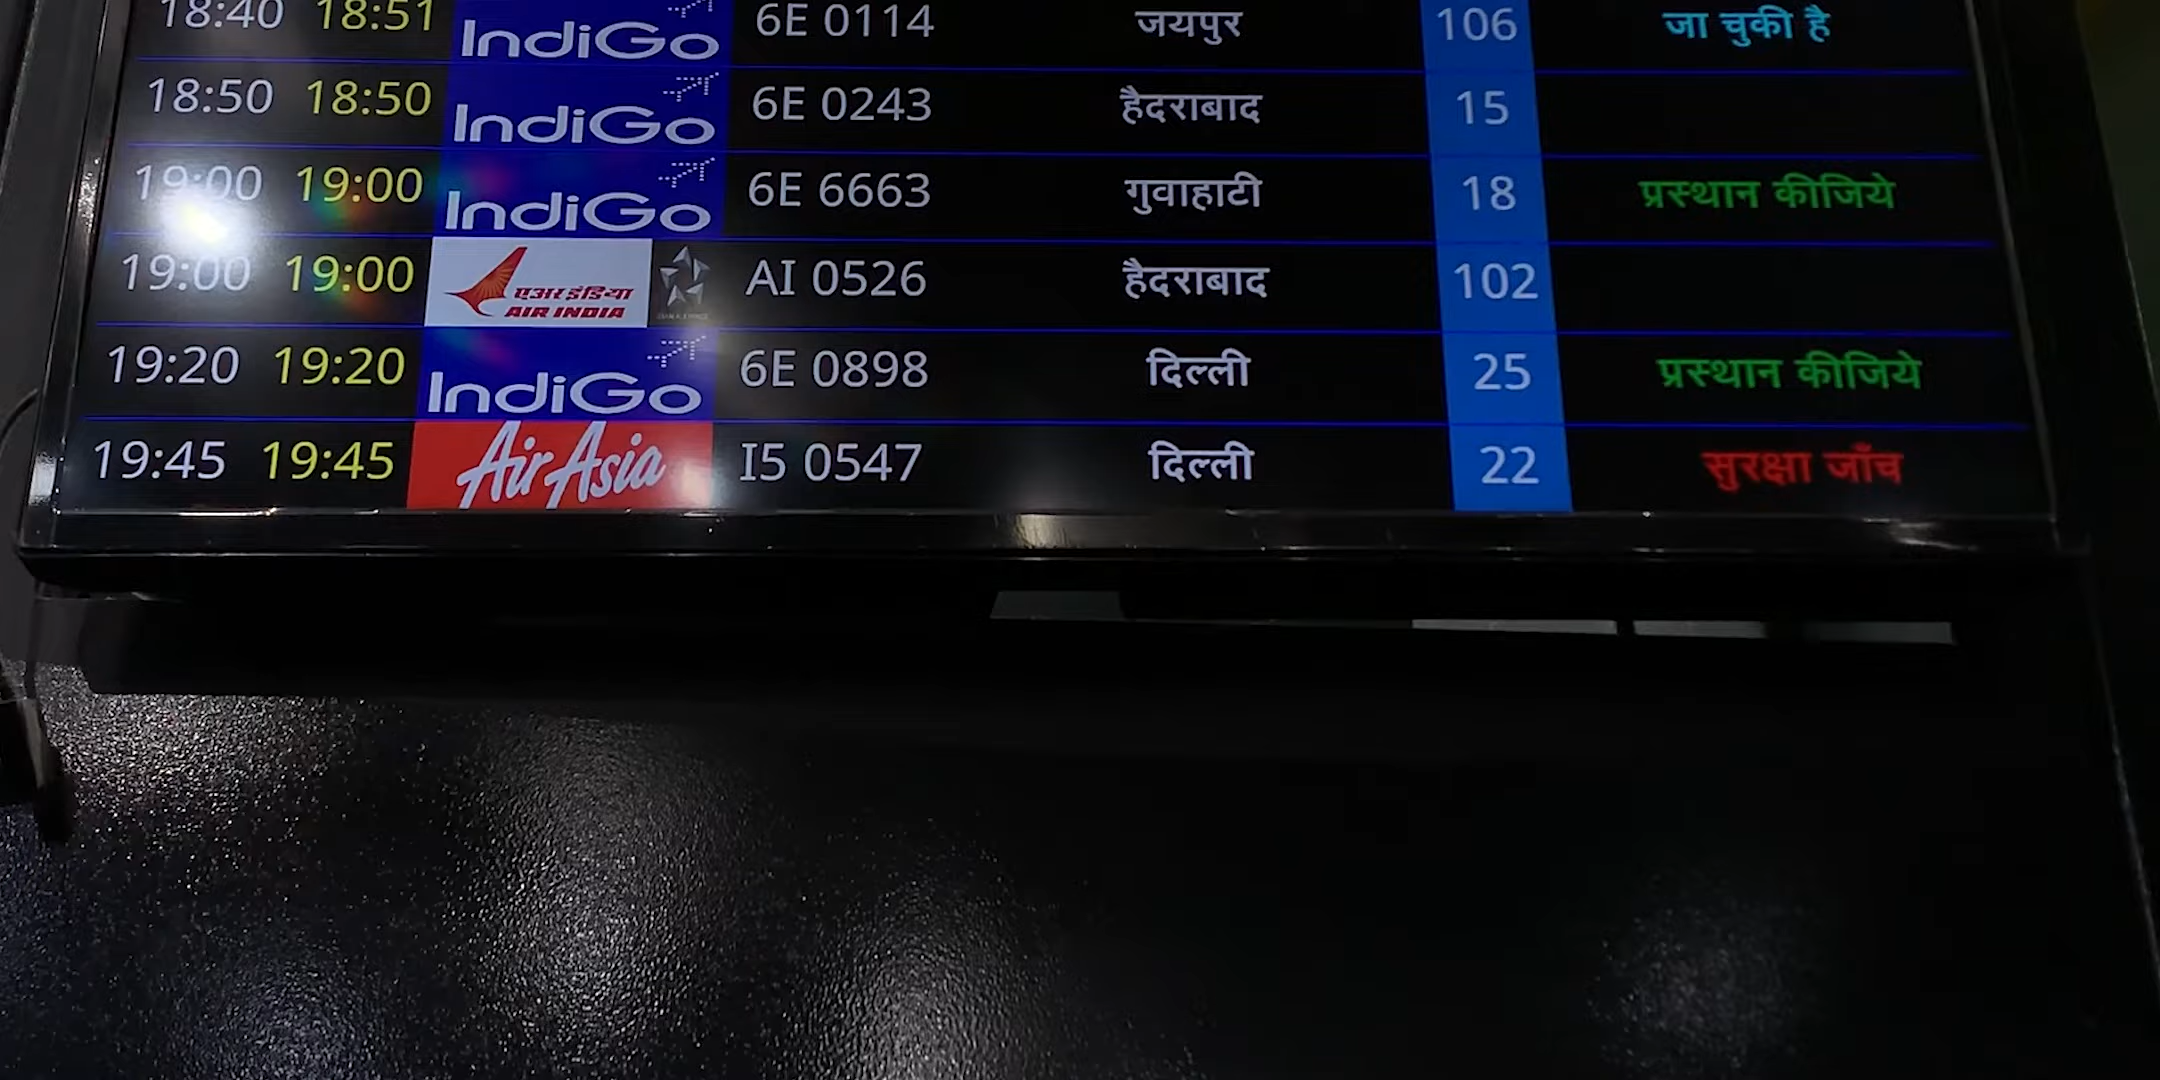 18:40 18:51 IndiGo 6E 0114 जयपुर 106 जा चुकी है
18:50 18:50 IndiGo 6E 0243 हैदराबाद 15
19:00 19:00 IndiGo 6E 6663 गुवाहाटी 18 प्रस्थान कीजिये
19:00 19:00 एअर इंडिया AIR INDIA AI 0526 हैदराबाद 102
19:20 19:20 IndiGo 6E 0898 दिल्ली 25 प्रस्थान कीजिये
19:45 19:45 AirAsia I5 0547 दिल्ली 22 सुरक्षा जाँच